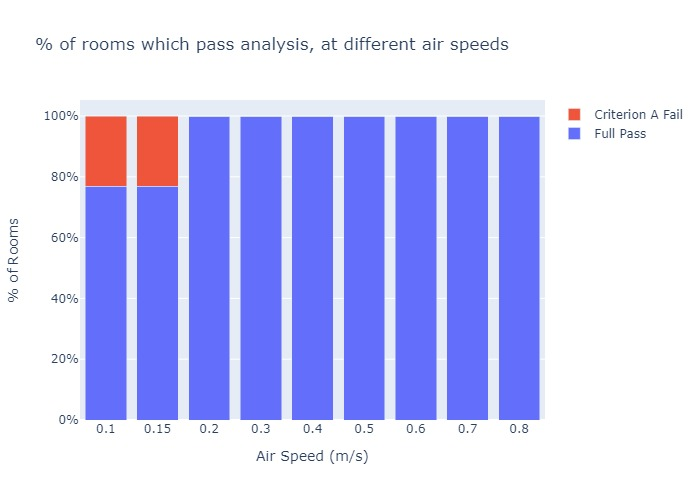 % of rooms which pass analysis, at different air speeds
Criterion A Fail
Full Pass
% of Rooms
100%
80%
60%
40%
20%
0%
0.1 0.15 0.2 0.3 0.4 0.5 0.6 0.7 0.8
Air Speed (m/s)